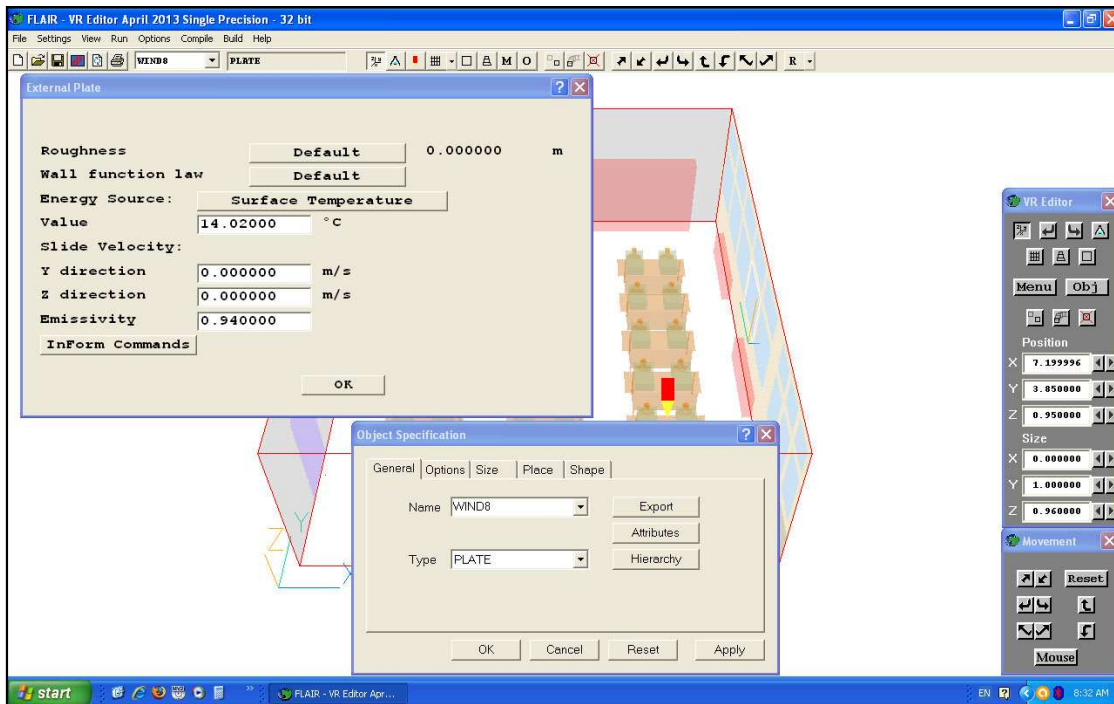 FLAIR - VR Editor April 2013 Single Precision - 32 bit
File Settings View Run Options Compile Build Help
WIND8 PLATE M O R
External Plate
Roughness Default 0.000000 m
Wall function law Default
Energy Source: Surface Temperature
Value 14.02000 °C
Slide Velocity:
Y direction 0.000000 m/s
Z direction 0.000000 m/s
Emissivity 0.940000
InForm Commands
OK
VR Editor
Menu Obj
Position
X 7.199996
Y 3.850000
Z 0.950000
Size
X 0.000000
Y 1.000000
Z 0.960000
Object Specification
General Options Size Place Shape
Name WIND8 Export
Attributes
Type PLATE Hierarchy
OK Cancel Reset Apply
Z Y X
Movement
Reset
Mouse
start FLAIR - VR Editor Apr... EN 8:32 AM